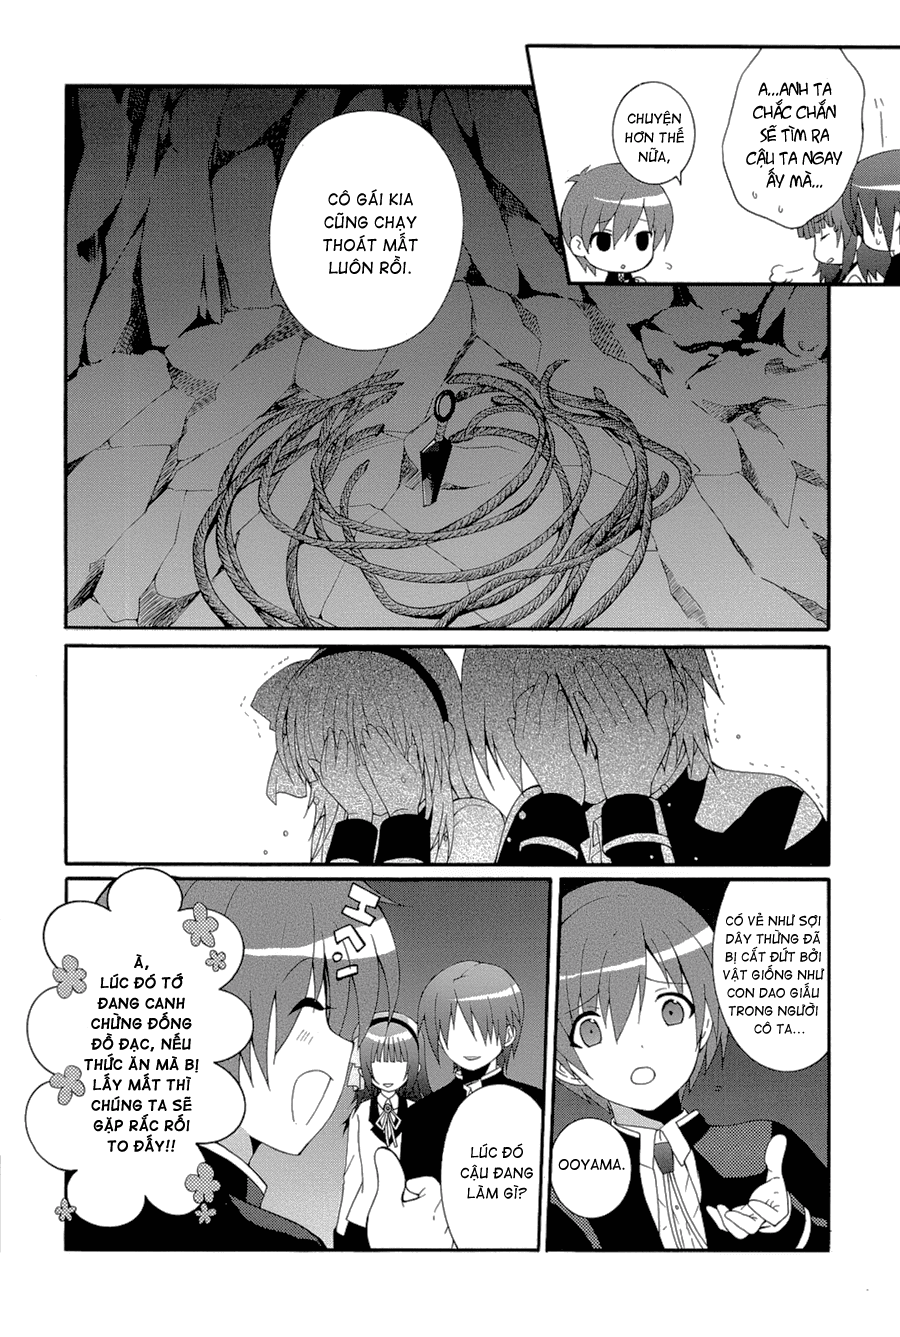 A...ANH TA
CHẮC CHẮN
SẼ TÌM RA
CẬU TA NGAY
ẤY MÀ...
CHUYỆN
HƠN THẾ
NỮA,
CÔ GÁI KIA
CŨNG CHẠY
THOÁT MẤT
LUÔN RỒI.
CÓ VẺ NHƯ SỢI
DÂY THỪNG ĐÃ
BỊ CẮT ĐỨT BỞI
VẬT GIỐNG NHƯ
CON DAO GIẤU
TRONG NGƯỜI
CÔ TA...
OOYAMA.
LÚC ĐÓ
CẬU ĐANG
LÀM GÌ?
À,
LÚC ĐÓ TỚ
ĐANG CANH
CHỪNG ĐỐNG
ĐỒ ĐẠC, NẾU
THỨC ĂN MÀ BỊ
LẤY MẤT THÌ
CHÚNG TA SẼ
GẶP RẮC RỐI
TO ĐẤY!!